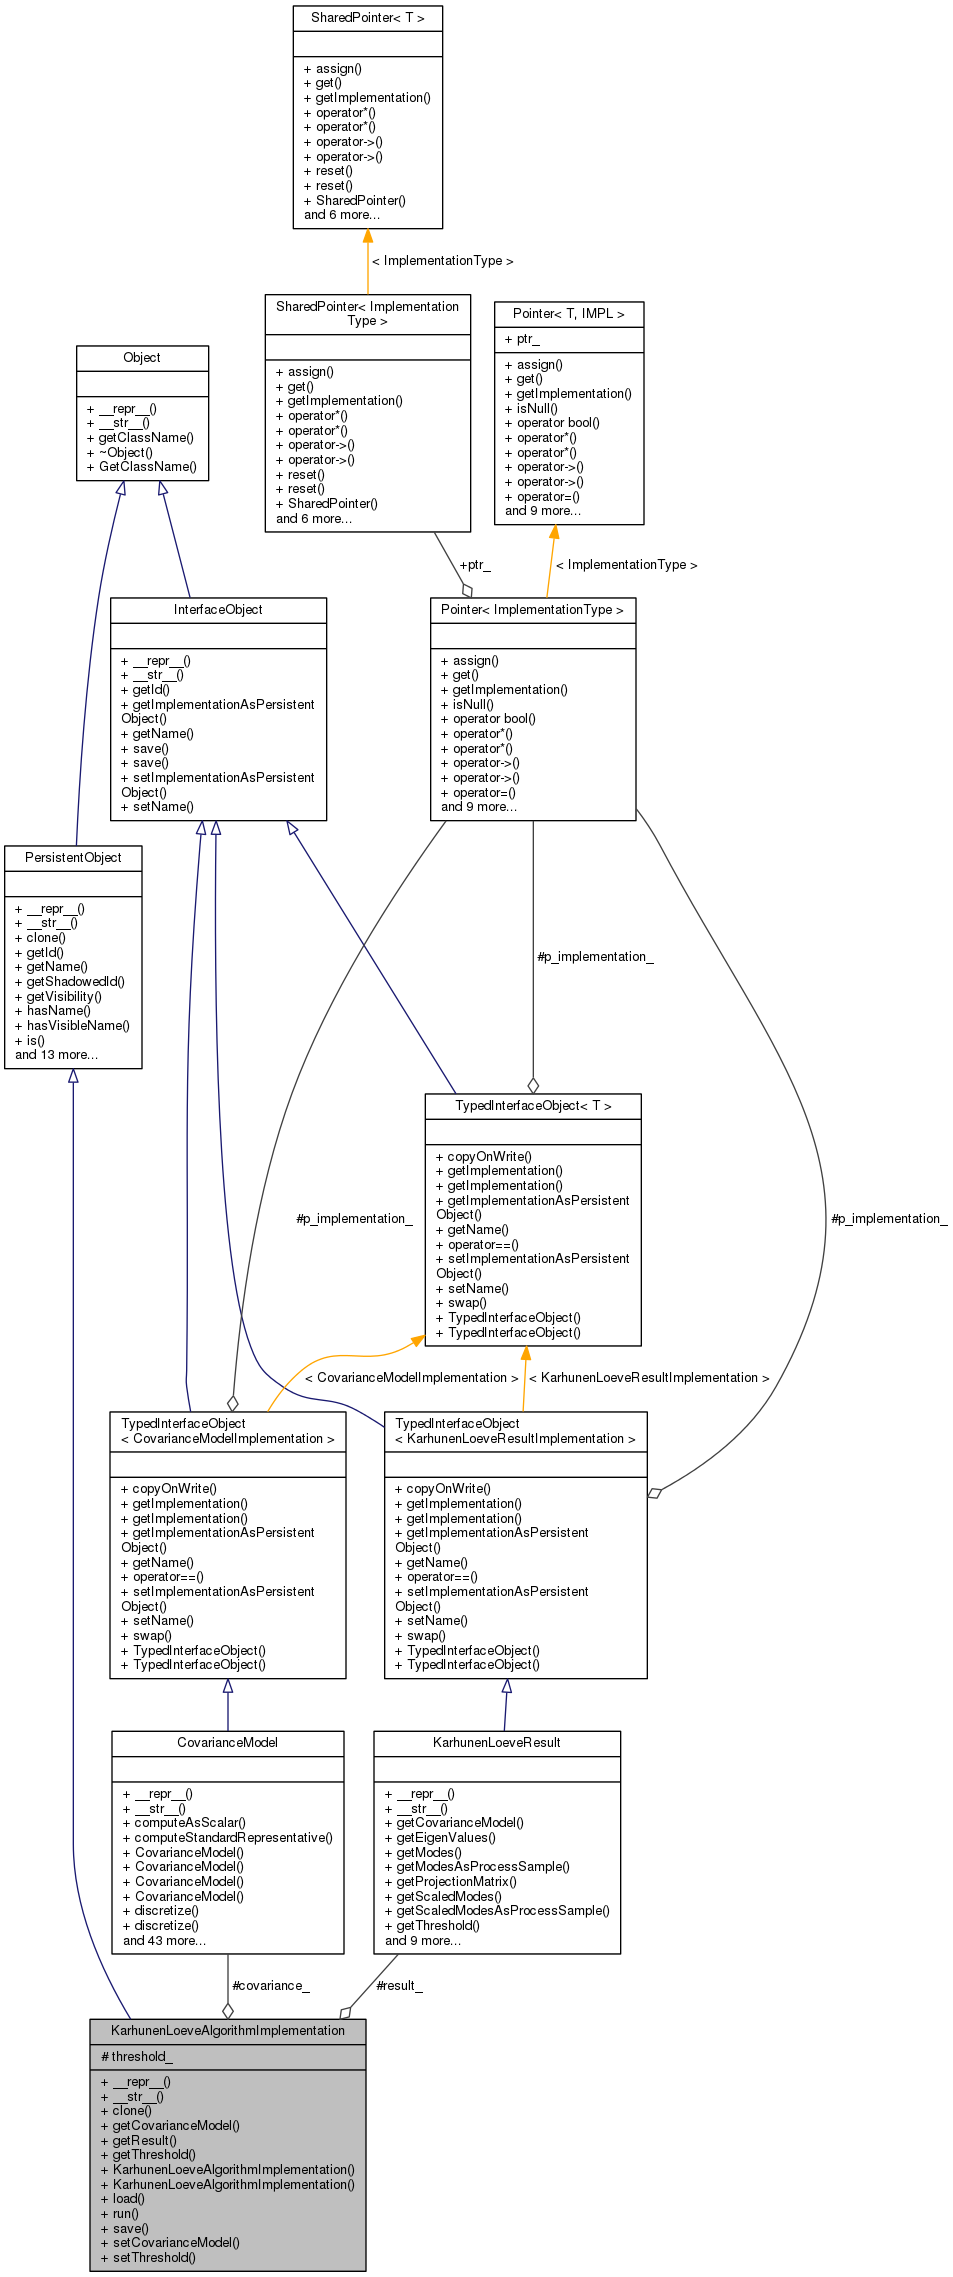 SharedPointer< T >
+ assign()
+ get()
+ getImplementation()
+ operator*()
+ operator*()
+ operator->()
+ operator->()
+ reset()
+ reset()
+ SharedPointer()
and 6 more...
< ImplementationType >
SharedPointer< Implementation
Type >
+ assign()
+ get()
+ getImplementation()
+ operator*()
+ operator*()
+ operator->()
+ operator->()
+ reset()
+ reset()
+ SharedPointer()
and 6 more...
Pointer< T, IMPL >
+ ptr_
+ assign()
+ get()
+ getImplementation()
+ isNull()
+ operator bool()
+ operator*()
+ operator*()
+ operator->()
+ operator->()
+ operator=()
and 9 more...
Object
+ __repr__()
+ __str__()
+ getClassName()
+ ~Object()
+ GetClassName()
+ptr_
< ImplementationType >
InterfaceObject
+ __repr__()
+ __str__()
+ getId()
+ getImplementationAsPersistent
Object()
+ getName()
+ save()
+ save()
+ setImplementationAsPersistent
Object()
+ setName()
Pointer< ImplementationType >
+ assign()
+ get()
+ getImplementation()
+ isNull()
+ operator bool()
+ operator*()
+ operator*()
+ operator->()
+ operator->()
+ operator=()
and 9 more...
PersistentObject
+ __repr__()
+ __str__()
+ clone()
+ getId()
+ getName()
+ getShadowedId()
+ getVisibility()
+ hasName()
+ hasVisibleName()
+ is()
and 13 more...
#p_implementation_
TypedInterfaceObject< T >
+ copyOnWrite()
+ getImplementation()
+ getImplementation()
+ getImplementationAsPersistent
Object()
+ getName()
+ operator==()
+ setImplementationAsPersistent
Object()
+ setName()
+ swap()
+ TypedInterfaceObject()
+ TypedInterfaceObject()
#p_implementation_
#p_implementation_
< CovarianceModelImplementation >
< KarhunenLoeveResultImplementation >
TypedInterfaceObject
< CovarianceModelImplementation >
+ copyOnWrite()
+ getImplementation()
+ getImplementation()
+ getImplementationAsPersistent
Object()
+ getName()
+ operator==()
+ setImplementationAsPersistent
Object()
+ setName()
+ swap()
+ TypedInterfaceObject()
+ TypedInterfaceObject()
TypedInterfaceObject
< KarhunenLoeveResultImplementation >
+ copyOnWrite()
+ getImplementation()
+ getImplementation()
+ getImplementationAsPersistent
Object()
+ getName()
+ operator==()
+ setImplementationAsPersistent
Object()
+ setName()
+ swap()
+ TypedInterfaceObject()
+ TypedInterfaceObject()
CovarianceModel
+ __repr__()
+ __str__()
+ computeAsScalar()
+ computeStandardRepresentative()
+ CovarianceModel()
+ CovarianceModel()
+ CovarianceModel()
+ CovarianceModel()
+ discretize()
+ discretize()
and 43 more...
KarhunenLoeveResult
+ __repr__()
+ __str__()
+ getCovarianceModel()
+ getEigenValues()
+ getModes()
+ getModesAsProcessSample()
+ getProjectionMatrix()
+ getScaledModes()
+ getScaledModesAsProcessSample()
+ getThreshold()
and 9 more...
#covariance_
#result_
KarhunenLoeveAlgorithmImplementation
# threshold_
+ __repr__()
+ __str__()
+ clone()
+ getCovarianceModel()
+ getResult()
+ getThreshold()
+ KarhunenLoeveAlgorithmImplementation()
+ KarhunenLoeveAlgorithmImplementation()
+ load()
+ run()
+ save()
+ setCovarianceModel()
+ setThreshold()